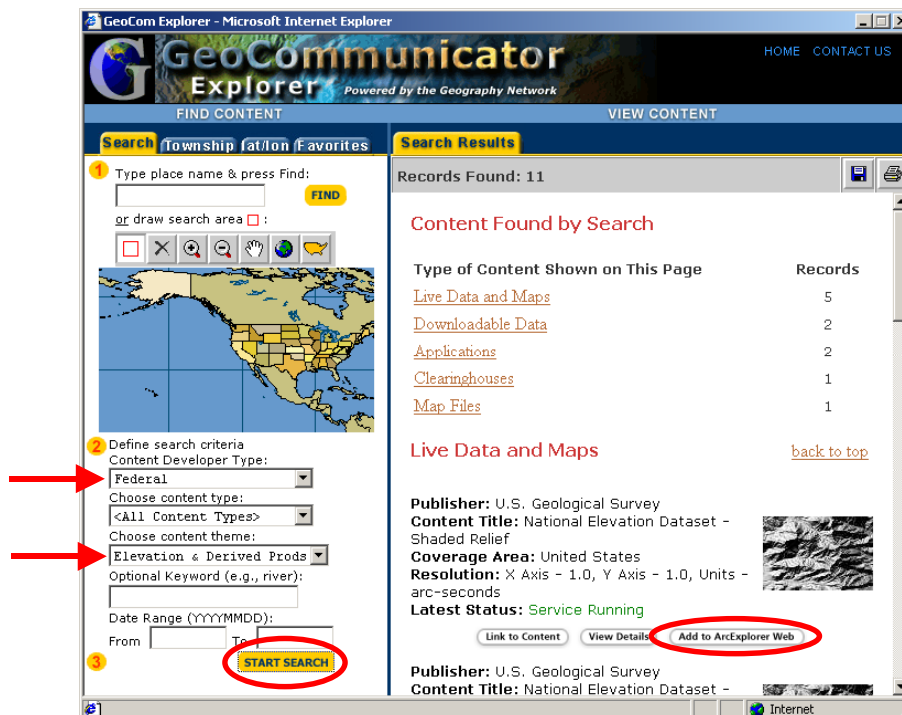 GeoCom Explorer - Microsoft Internet Explorer
G
GeoCommunicator
Explorer Powered by the Geography Network
HOME CONTACT US
FIND CONTENT
VIEW CONTENT
Search Township Lat/lon Favorites
Search Results
1 Type place name & press Find:
FIND
or draw search area :
Records Found: 11
Content Found by Search
Type of Content Shown on This Page Records
Live Data and Maps 5
Downloadable Data 2
Applications 2
Clearinghouses 1
Map Files 1
2 Define search criteria
Content Developer Type:
Federal
Choose content type:
<All Content Types>
Choose content theme:
Elevation & Derived Prods
Optional Keyword (e.g., river):
Date Range (YYYYMMDD):
From To
3 START SEARCH
Live Data and Maps back to top
Publisher: U.S. Geological Survey
Content Title: National Elevation Dataset -
Shaded Relief
Coverage Area: United States
Resolution: X Axis - 1.0, Y Axis - 1.0, Units -
arc-seconds
Latest Status: Service Running
Link to Content View Details Add to ArcExplorer Web
Publisher: U.S. Geological Survey
Content Title: National Elevation Dataset -
Internet